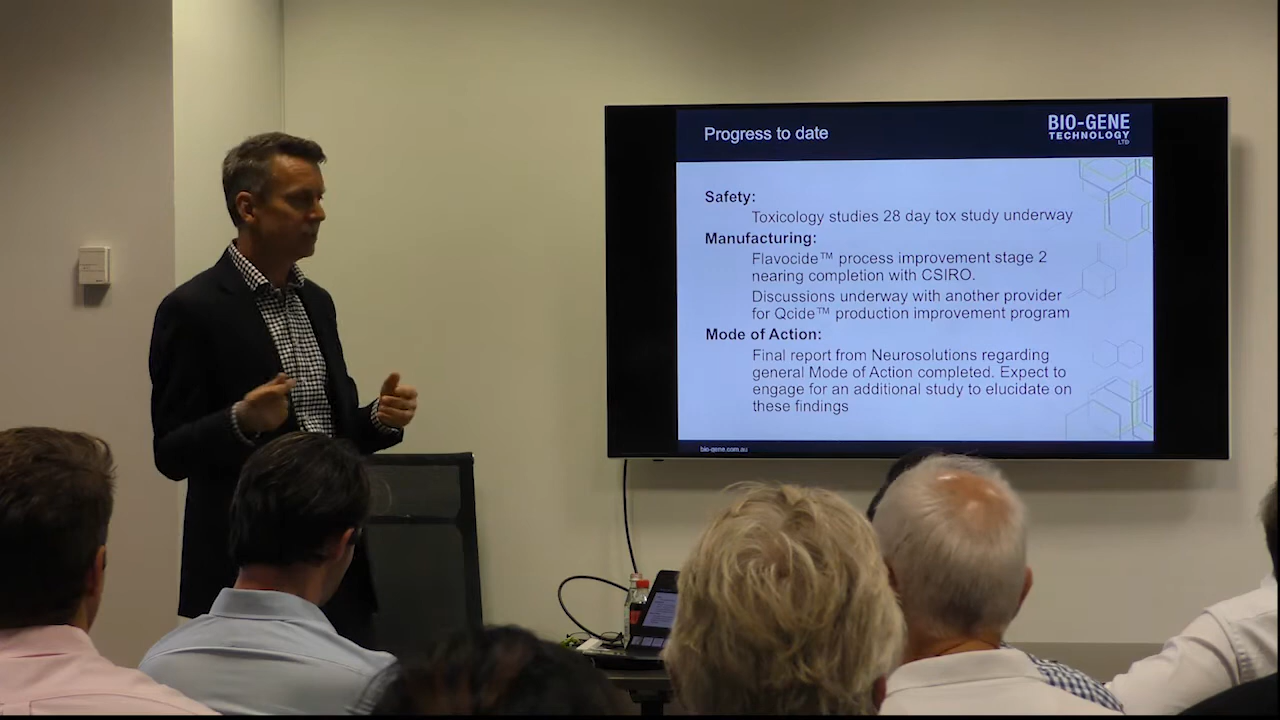 Progress to date
BIO-GENE
TECHNOLOGY
LTD
Safety:
Toxicology studies 28 day tox study underway
Manufacturing:
Flavocide™ process improvement stage 2
nearing completion with CSIRO.
Discussions underway with another provider
for Qcide™ production improvement program
Mode of Action:
Final report from Neurosolutions regarding
general Mode of Action completed. Expect to
engage for an additional study to elucidate on
these findings
bio-gene.com.au